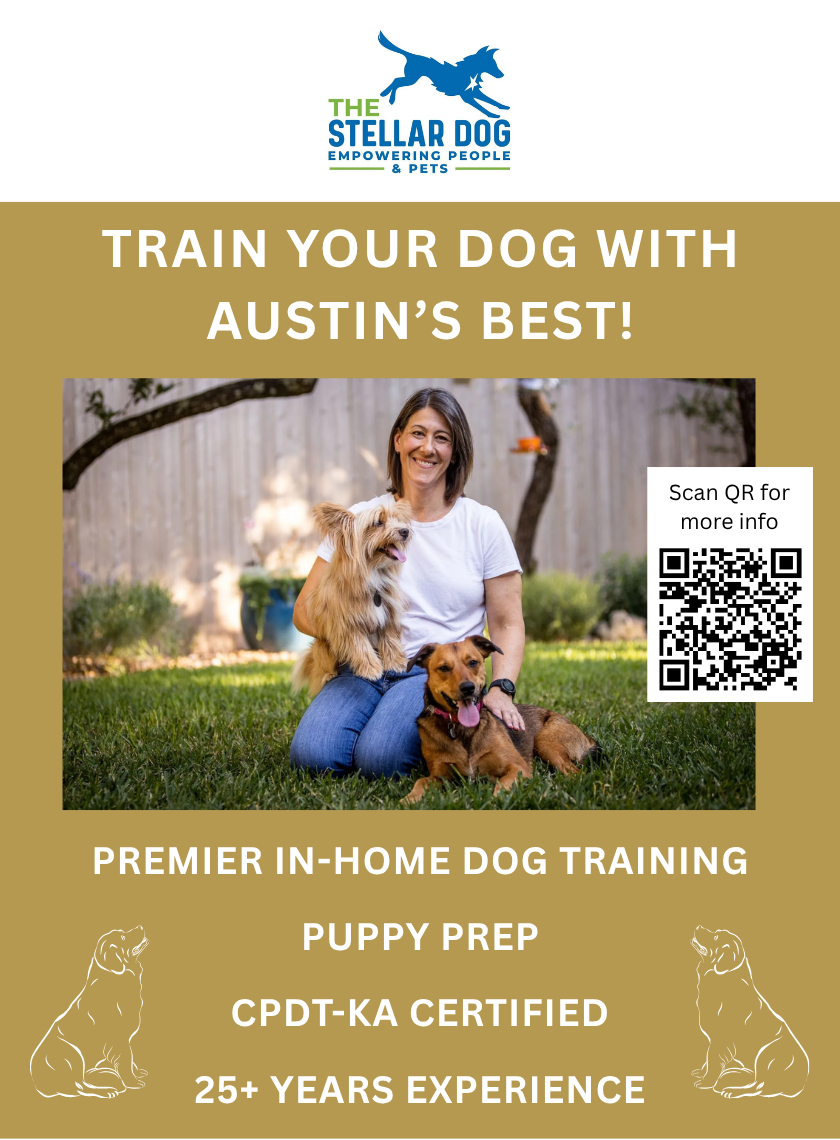 THE
STELLAR DOG
EMPOWERING PEOPLE
& PETS
TRAIN YOUR DOG WITH
AUSTIN’S BEST!
Scan QR for
more info
PREMIER IN-HOME DOG TRAINING
PUPPY PREP
CPDT-KA CERTIFIED
25+ YEARS EXPERIENCE